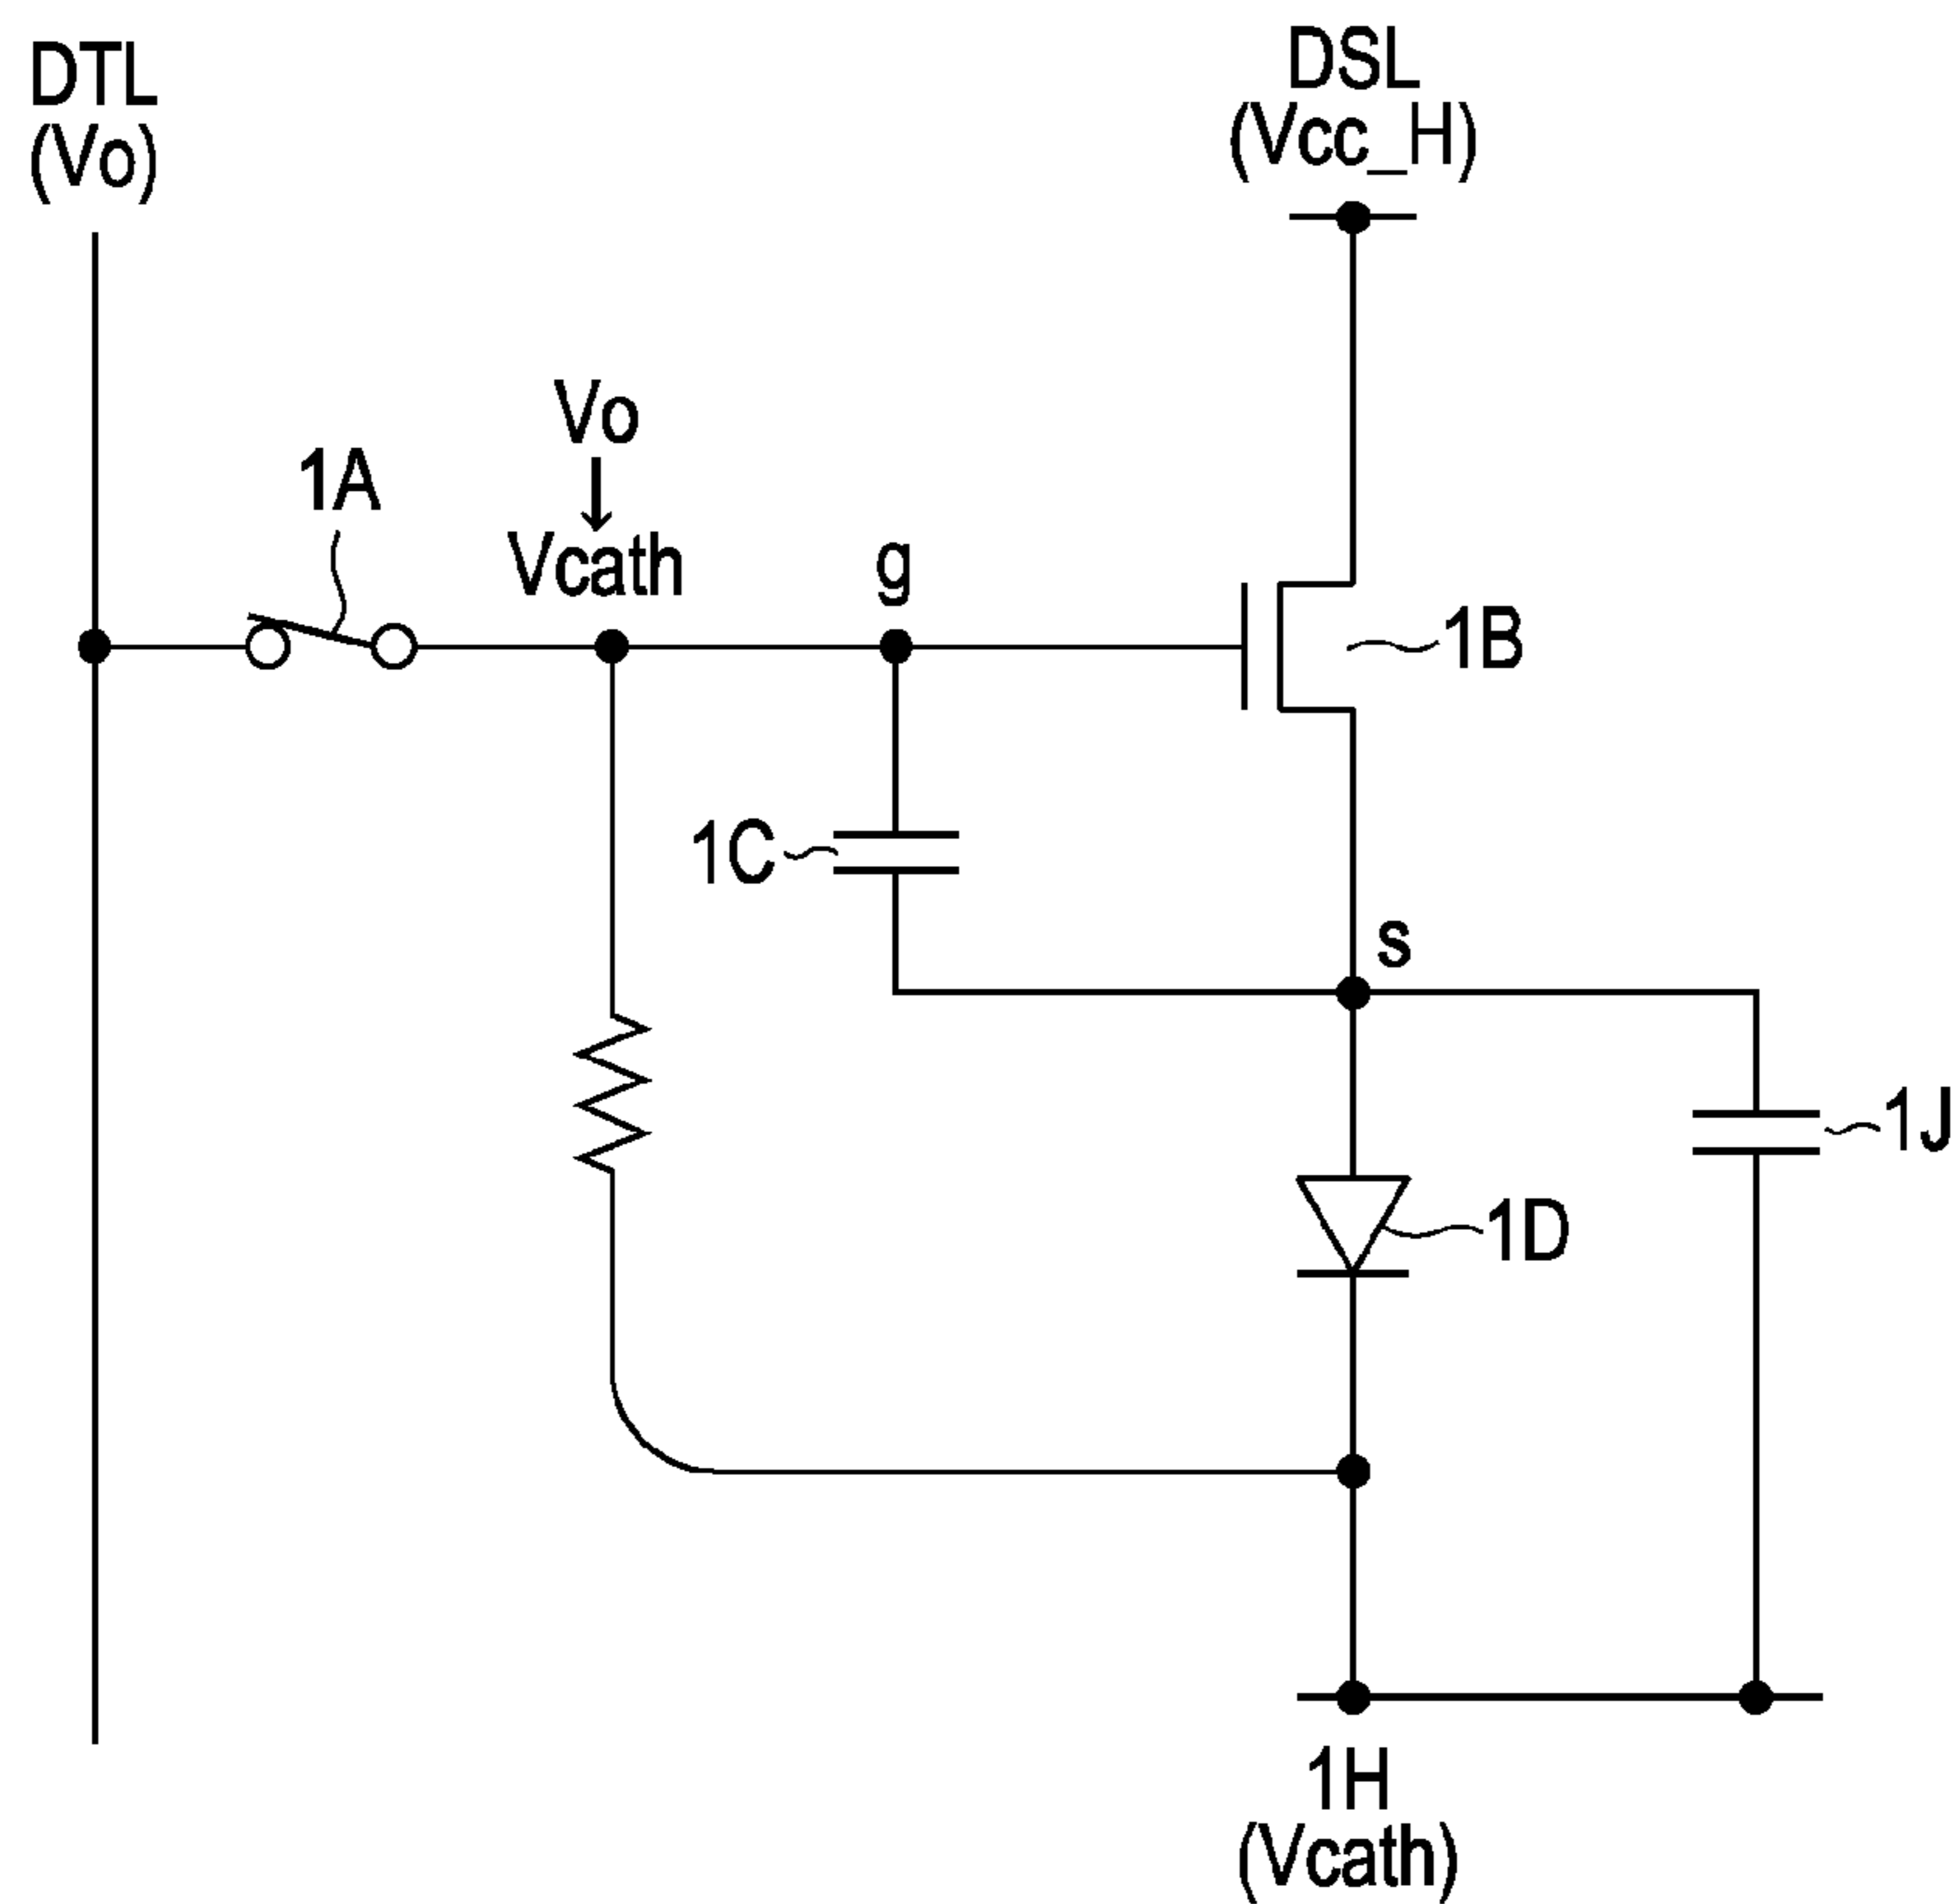 DTL
(Vo)
DSL
(Vcc_H)
Vo
1A
Vcath
g
1B
1C
s
1J
1D
1H
(Vcath)